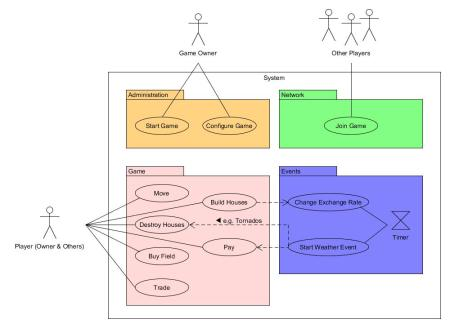 Game Owner
Other Players
System
Administration
Network
Start Game
Configure Game
Join Game
Game
Events
Move
Build Houses
Change Exchange Rate
◄ e.g. Tornados
Destroy Houses
Timer
Player (Owner & Others)
Pay
Start Weather Event
Buy Field
Trade